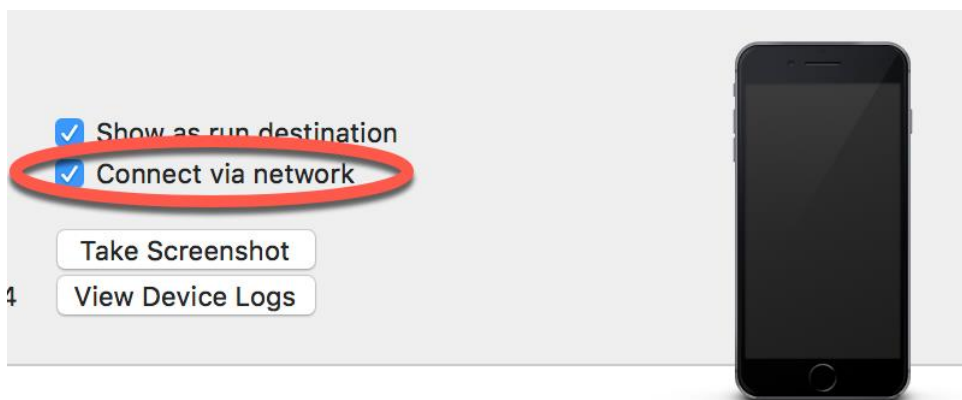 Show as run destination
Connect via network
Take Screenshot
4
View Device Logs